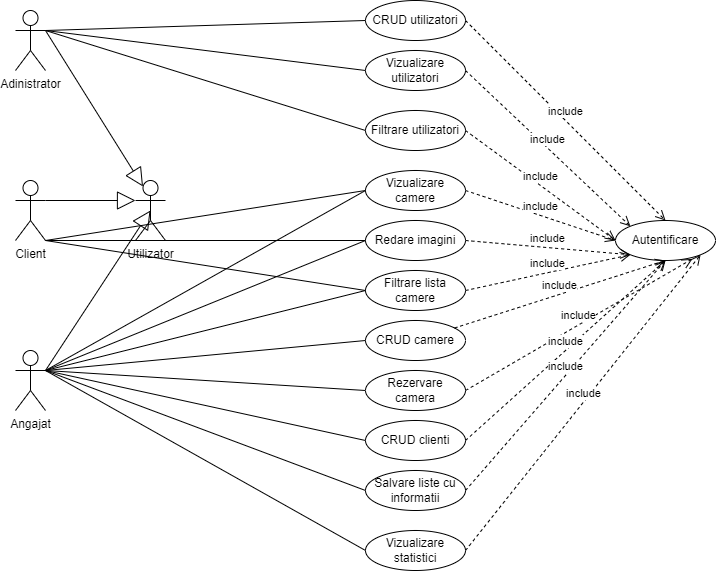 CRUD utilizatori
Vizualizare
utilizatori
Adinistrator
include
Filtrare utilizatori
include
include
Vizualizare
camere
include
Client
Utilizator
Redare imagini
include
Autentificare
include
Filtrare lista
camere
include
CRUD camere
include
include
Rezervare
camera
include
include
Angajat
CRUD clienti
Salvare liste cu
informatii
Vizualizare
statistici